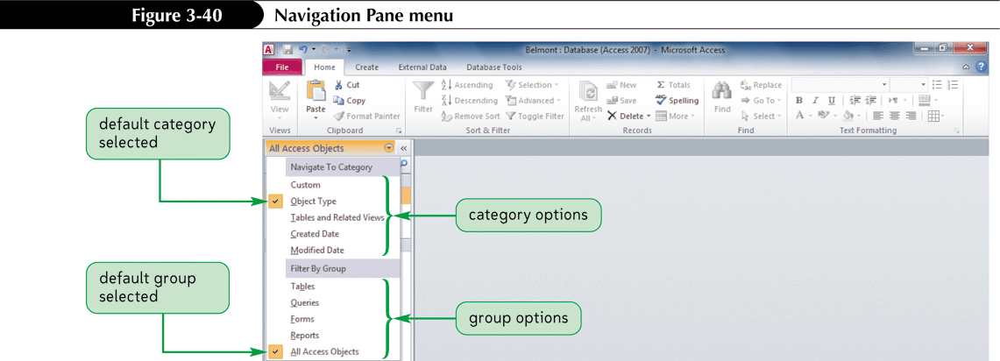 Figure 3-40 Navigation Pane menu
Belmont : Database (Access 2007) - Microsoft Access
File Home Create External Data Database Tools
View
Views
Paste
Cut
Copy
Format Painter
Clipboard
Filter
Ascending
Descending
Remove Sort
Selection
Advanced
Toggle Filter
Sort & Filter
Refresh
All
New
Save
Delete
Totals
Spelling
More
Records
Find
Replace
Go To
Select
Find
B I U
A
Text Formatting
default category
selected
All Access Objects
Navigate To Category
Custom
Object Type
Tables and Related Views
Created Date
Modified Date
category options
Filter By Group
Tables
Queries
Forms
Reports
All Access Objects
default group
selected
group options